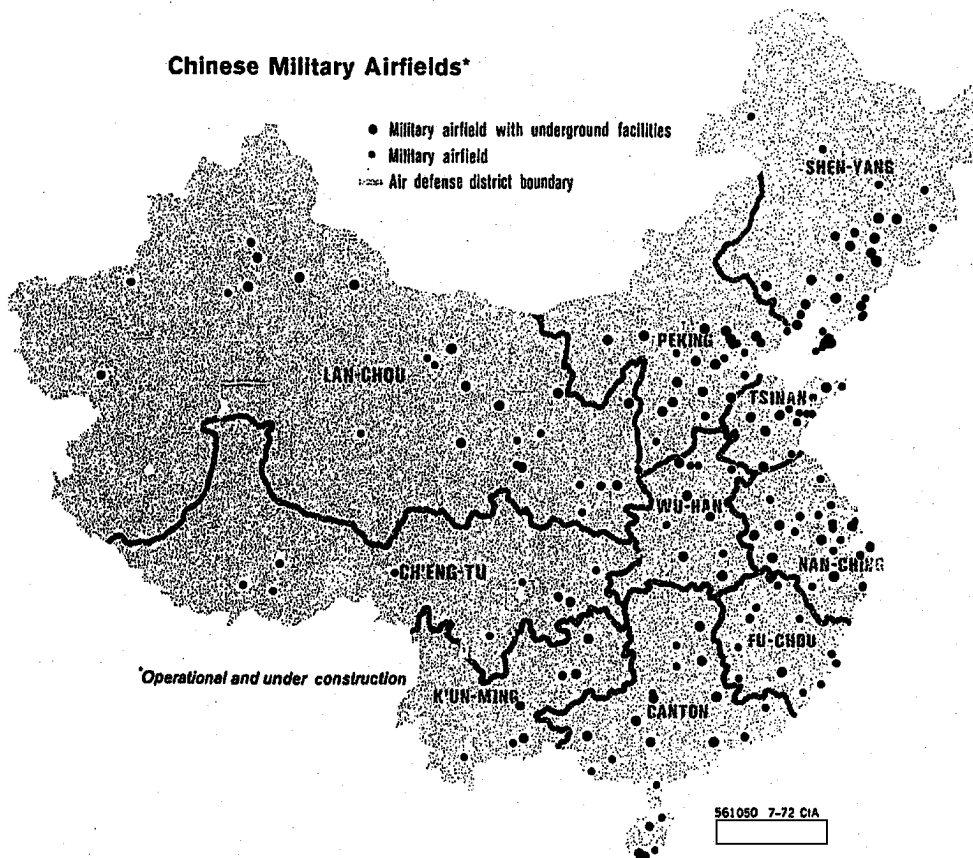 Chinese Military Airfields*
Military airfield with underground facilities
Military airfield
Air defense district boundary
SHEN-YANG
PEKING
LAN-CHOU
TSINAN
WU-HAN
CH'ENG-TU
NAN-CHING
FU-CHOU
*Operational and under construction
K'UN-MING
CANTON
561050 7-72 CIA